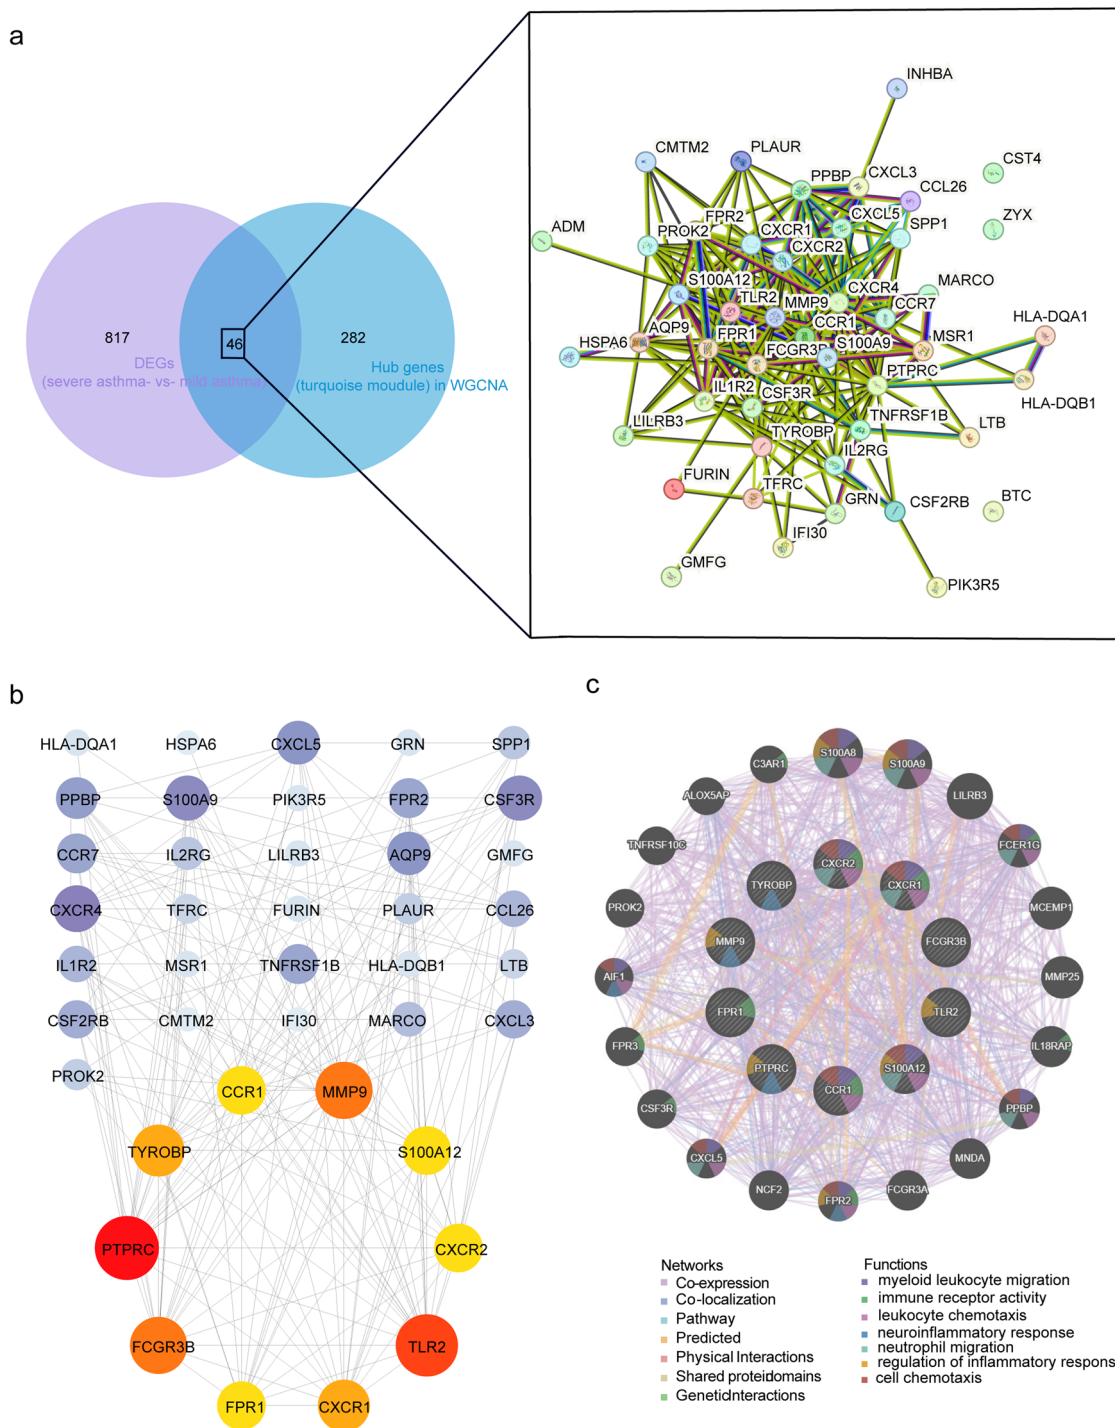 a
817
46
282
DEGs
(severe asthma- vs- mild asthma)
Hub genes
(turquoise moudule) in WGCNA
INHBA
CMTM2
PLAUR
PPBP
CXCL3
CST4
CCL26
FPR2
CXCL5
SPP1
ZYX
ADM
PROK2
CXCR1
CXCR2
S100A12
TLR2
MMP9
CXCR4
MARCO
CCR7
HLA-DQA1
AQP9
FPR1
CCR1
S100A9
MSR1
HSPA6
FCGR3B
PTPRC
HLA-DQB1
IL1R2
CSF3R
TNFRSF1B
LTB
LILRB3
TYROBP
IL2RG
FURIN
TFRC
GRN
CSF2RB
BTC
IFI30
GMFG
PIK3R5
b
HLA-DQA1
HSPA6
CXCL5
GRN
SPP1
PPBP
S100A9
PIK3R5
FPR2
CSF3R
CCR7
IL2RG
LILRB3
AQP9
GMFG
CXCR4
TFRC
FURIN
PLAUR
CCL26
IL1R2
MSR1
TNFRSF1B
HLA-DQB1
LTB
CSF2RB
CMTM2
IFI30
MARCO
CXCL3
PROK2
CCR1
MMP9
TYROBP
S100A12
PTPRC
CXCR2
FCGR3B
TLR2
FPR1
CXCR1
c
S100A8
C3AR1
S100A9
ALOX5AP
LILRB3
TNFRSF10C
FCER1G
CXCR2
TYROBP
CXCR1
PROK2
MCEMP1
MMP9
FCGR3B
AIF1
MMP25
FPR1
TLR2
FPR3
IL18RAP
PTPRC
S100A12
CCR1
CSF3R
PPBP
CXCL5
MNDA
NCF2
FCGR3A
FPR2
Networks
Co-expression
Co-localization
Pathway
Predicted
Physical Interactions
Shared proteidomains
GenetidInteractions
Functions
myeloid leukocyte migration
immune receptor activity
leukocyte chemotaxis
neuroinflammatory response
neutrophil migration
regulation of inflammatory respons
cell chemotaxis